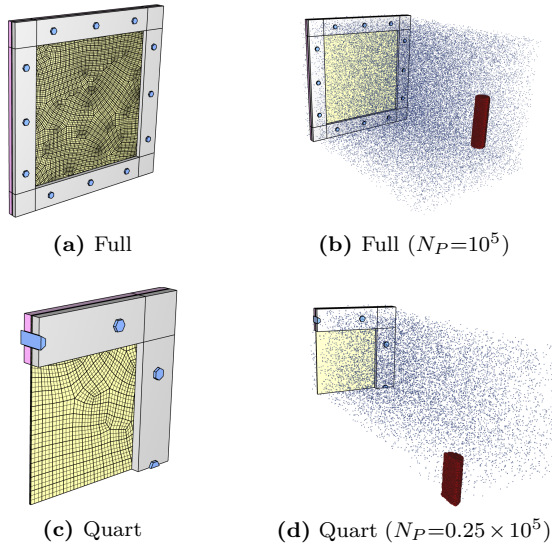 (a) Full
(b) Full (N_P=10^5)
(c) Quart
(d) Quart (N_P=0.25 × 10^5)